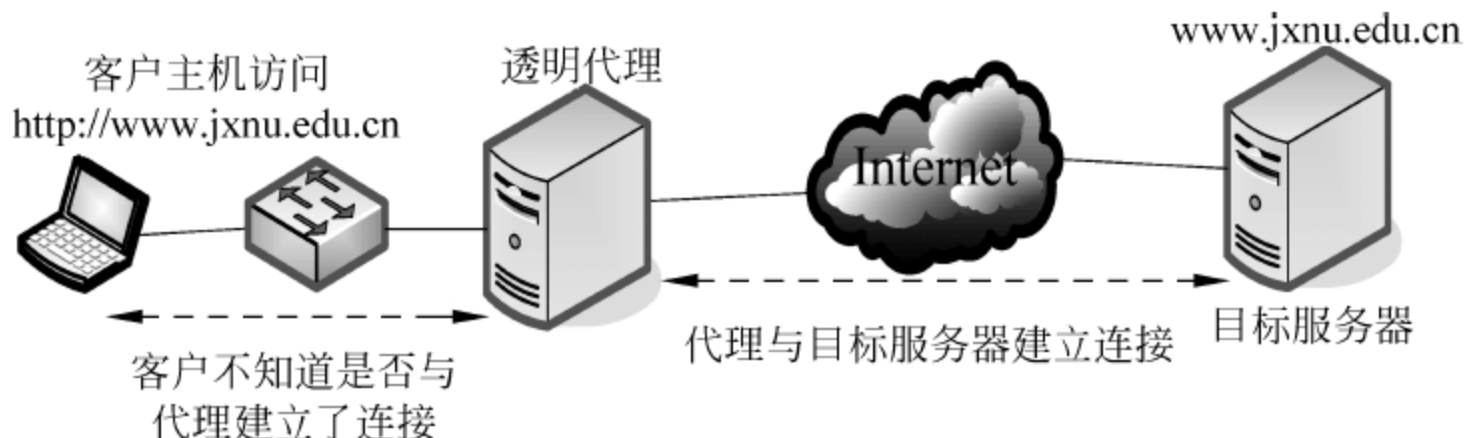 www.jxnu.edu.cn
客户主机访问
http://www.jxnu.edu.cn
透明代理
Internet
目标服务器
代理与目标服务器建立连接
客户不知道是否与
代理建立了连接